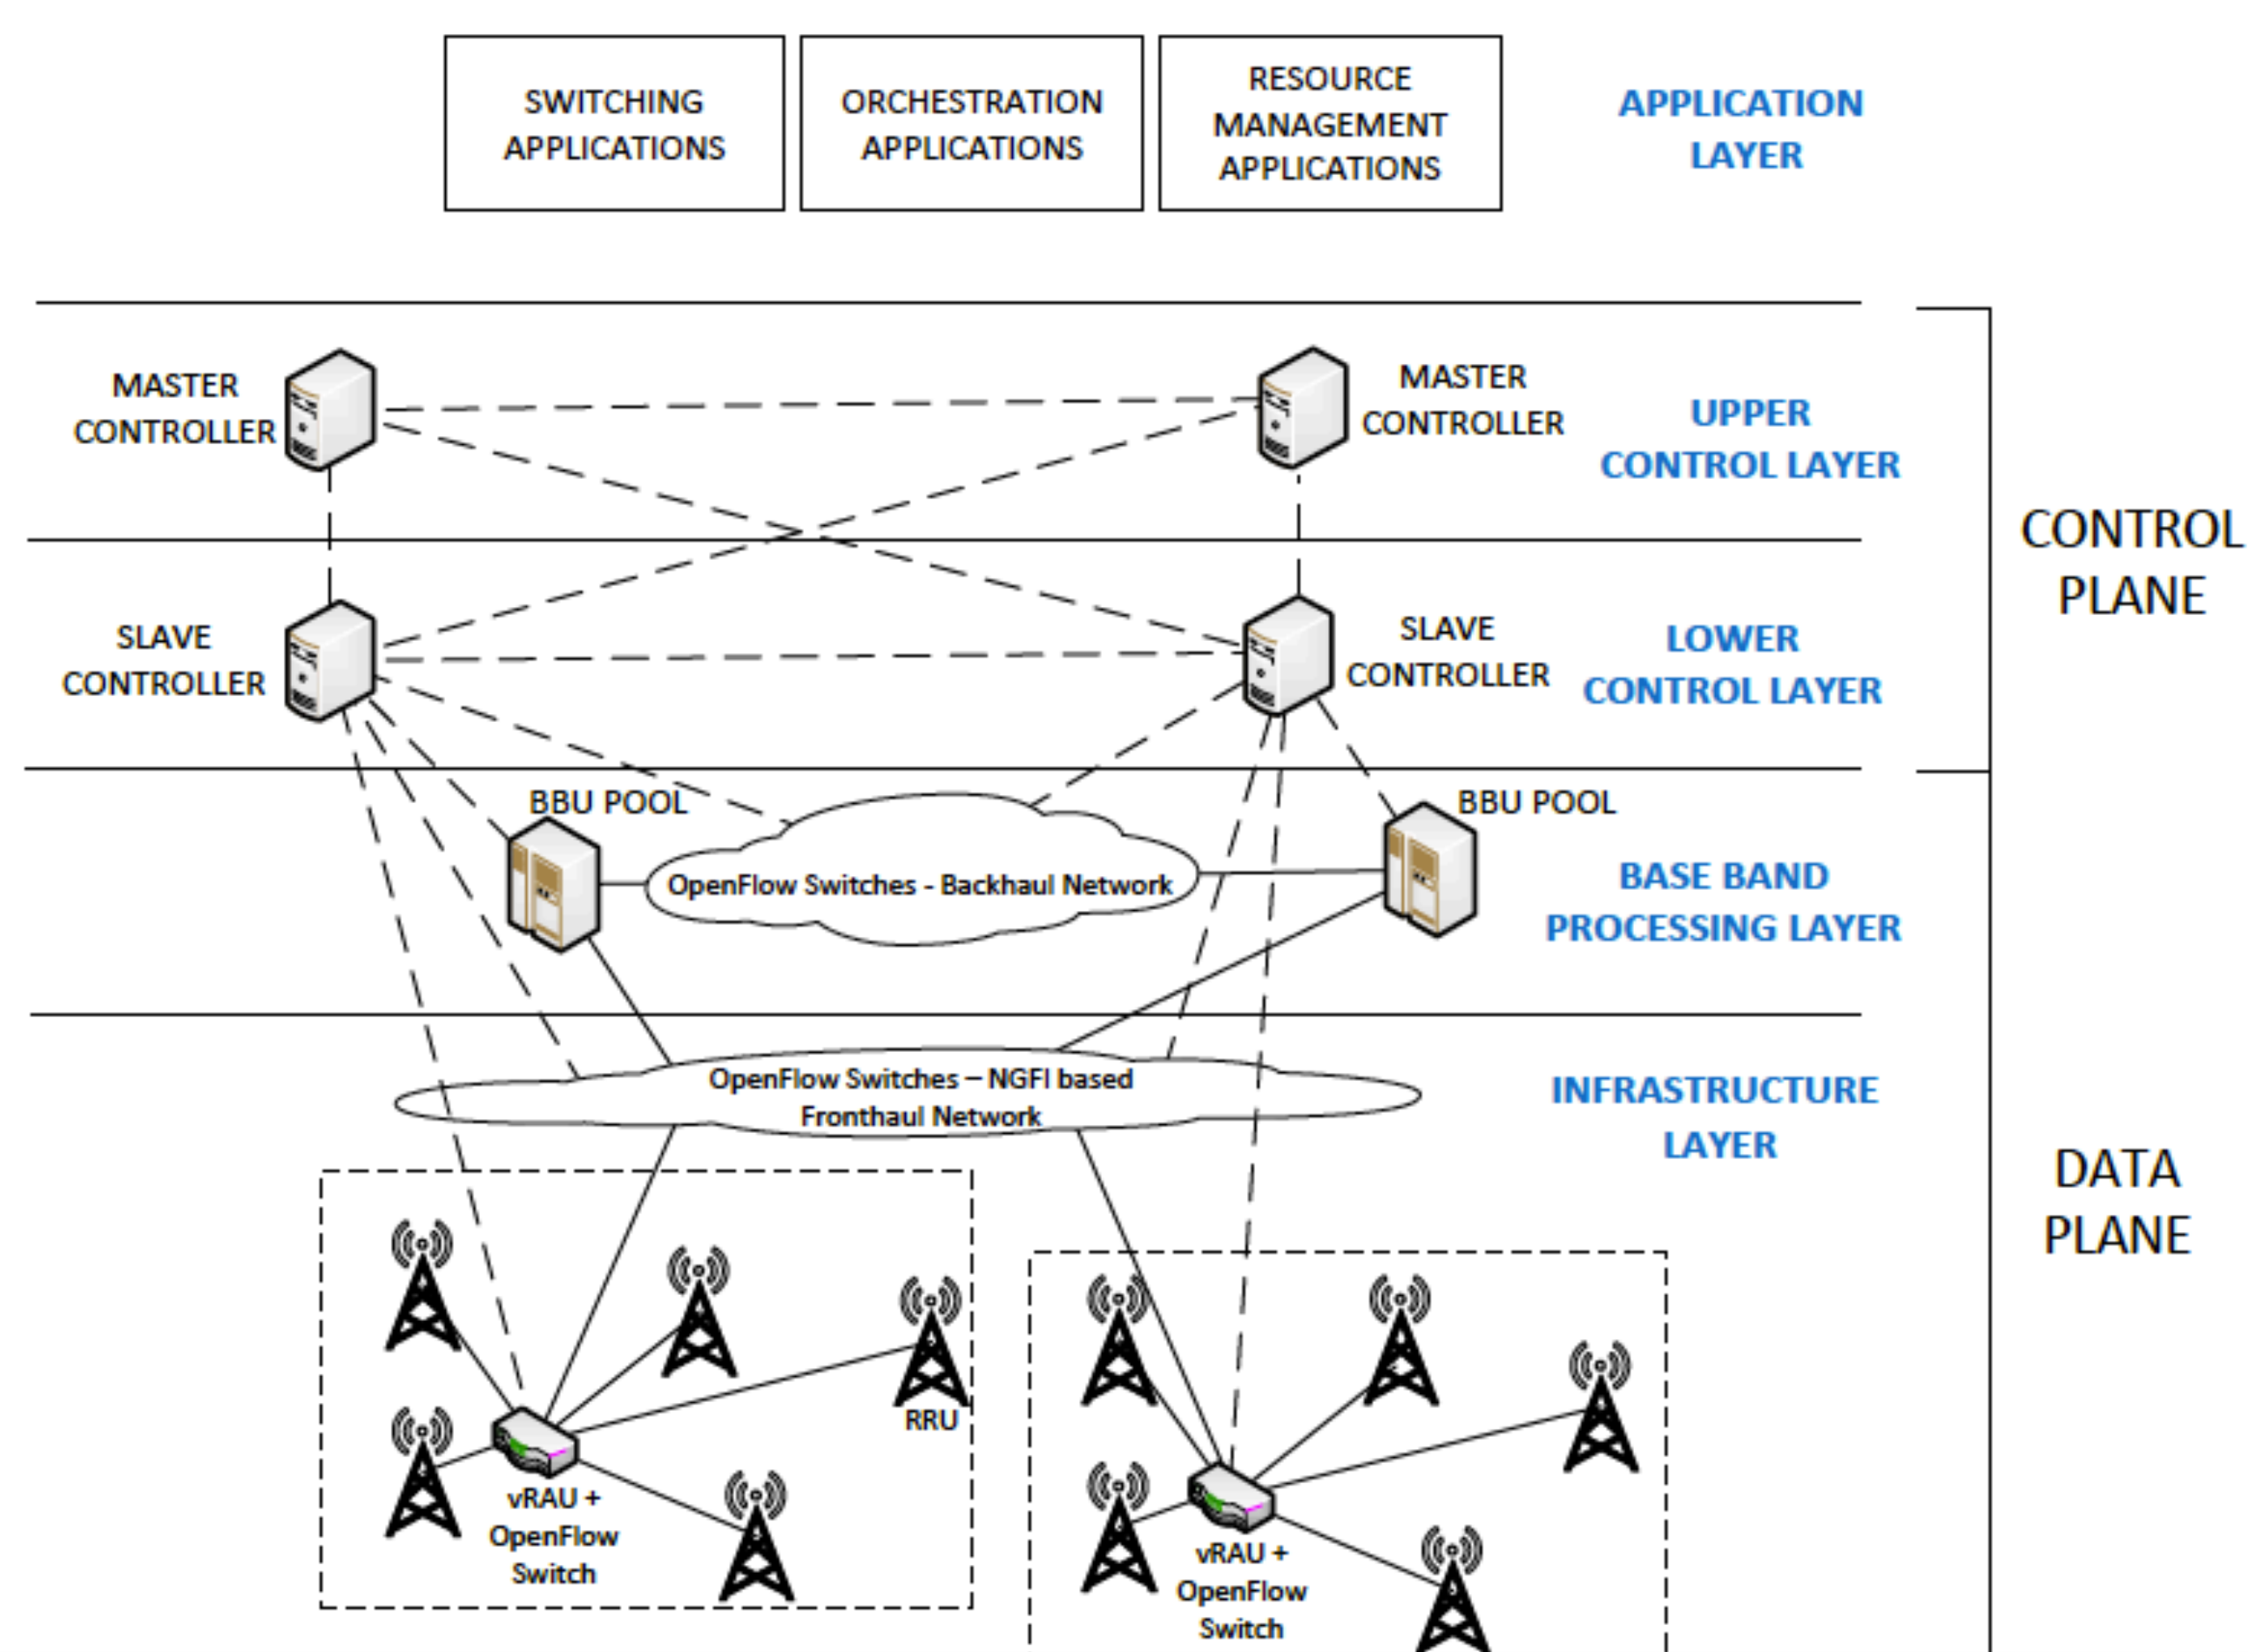 SWITCHING
APPLICATIONS
ORCHESTRATION
APPLICATIONS
RESOURCE
MANAGEMENT
APPLICATIONS
APPLICATION
LAYER
MASTER
CONTROLLER
MASTER
CONTROLLER
UPPER
CONTROL LAYER
CONTROL
PLANE
SLAVE
CONTROLLER
SLAVE
CONTROLLER
LOWER
CONTROL LAYER
BBU POOL
BBU POOL
OpenFlow Switches - Backhaul Network
BASE BAND
PROCESSING LAYER
OpenFlow Switches – NGFI based
Fronthaul Network
INFRASTRUCTURE
LAYER
DATA
PLANE
RRU
vRAU +
OpenFlow
Switch
vRAU +
OpenFlow
Switch